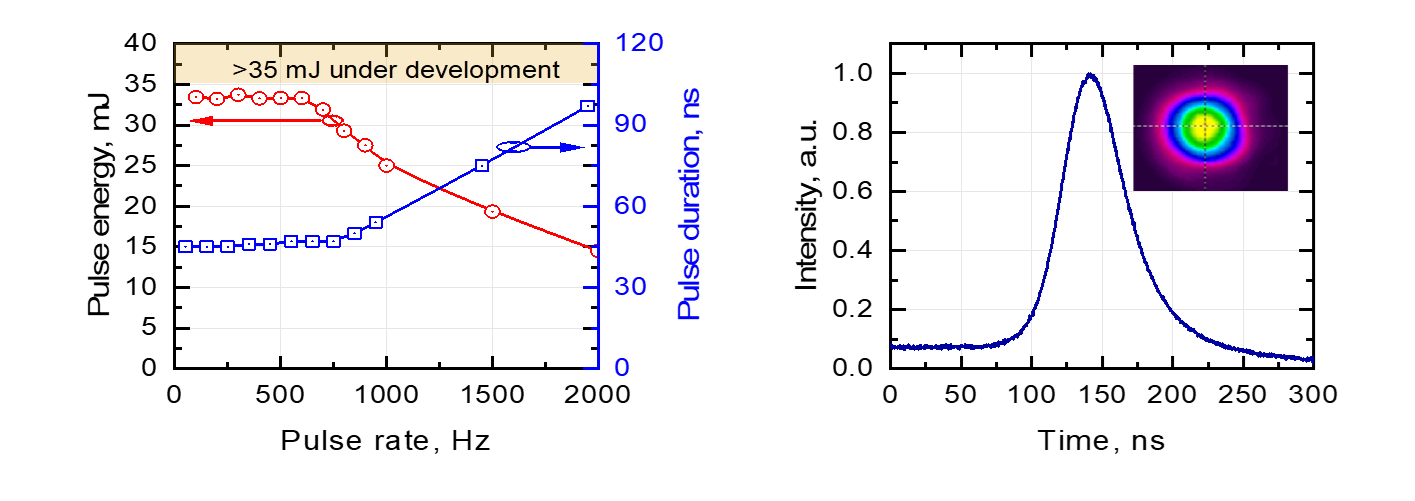 40
35
30
25
20
15
10
5
0
Pulse energy, mJ
>35 mJ under development
120
90
60
30
0
Pulse duration, ns
0 500 1000 1500 2000
Pulse rate, Hz
1.0
0.8
0.6
0.4
0.2
0.0
Intensity, a.u.
0 50 100 150 200 250 300
Time, ns